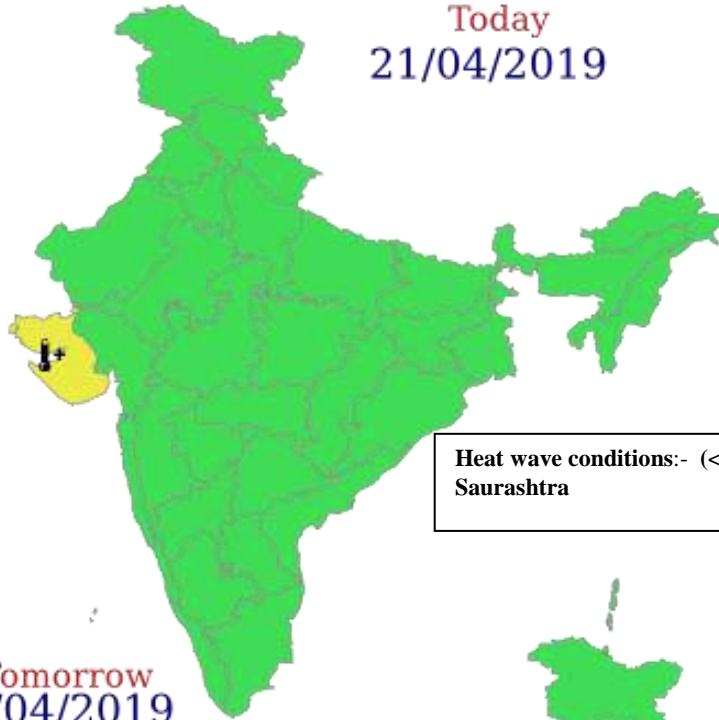 Today
21/04/2019
Heat wave conditions:- (<
Saurashtra
omorrow
/04/2019